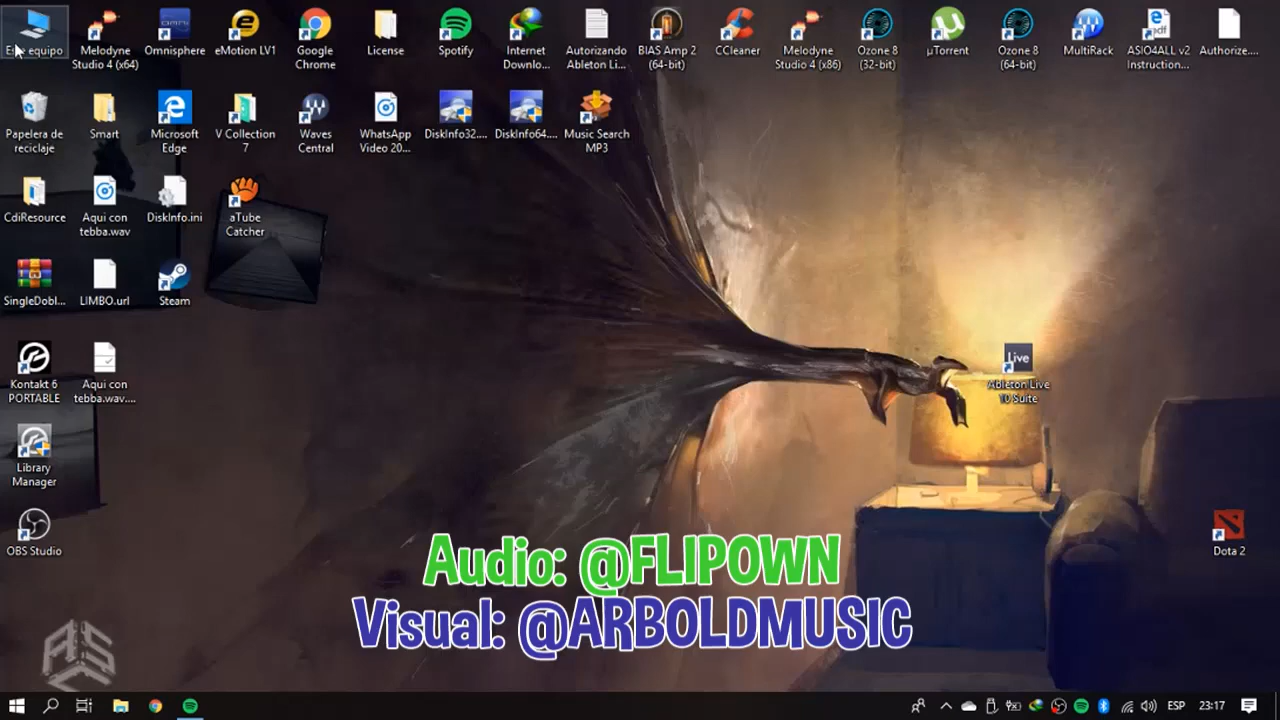 equipo
Melodyne
Studio 4 (x64)
Omnisphere
eMotion LV1
Google
Chrome
License
Spotify
Internet
Downlo...
Autorizando
Ableton Li...
BIAS Amp 2
(64-bit)
CCleaner
Melodyne
Studio 4 (x86)
Ozone 8
(32-bit)
µTorrent
Ozone 8
(64-bit)
MultiRack
ASIO4ALL v2
Instruction...
Authorize....
Papelera de
reciclaje
Smart
Microsoft
Edge
V Collection
7
Waves
Central
WhatsApp
Video 20...
DiskInfo32....
DiskInfo64....
Music Search
MP3
CdiResource
Aqui con
tebba.wav
DiskInfo.ini
aTube
Catcher
SingleDobl...
LIMBO.url
Steam
Kontakt 6
PORTABLE
Aqui con
tebba.wav....
Live
Ableton Live
10 Suite
Library
Manager
OBS Studio
Dota 2
Audio: @FLIPOWN
Visual: @ARBOLDMUSIC
ESP
23:17